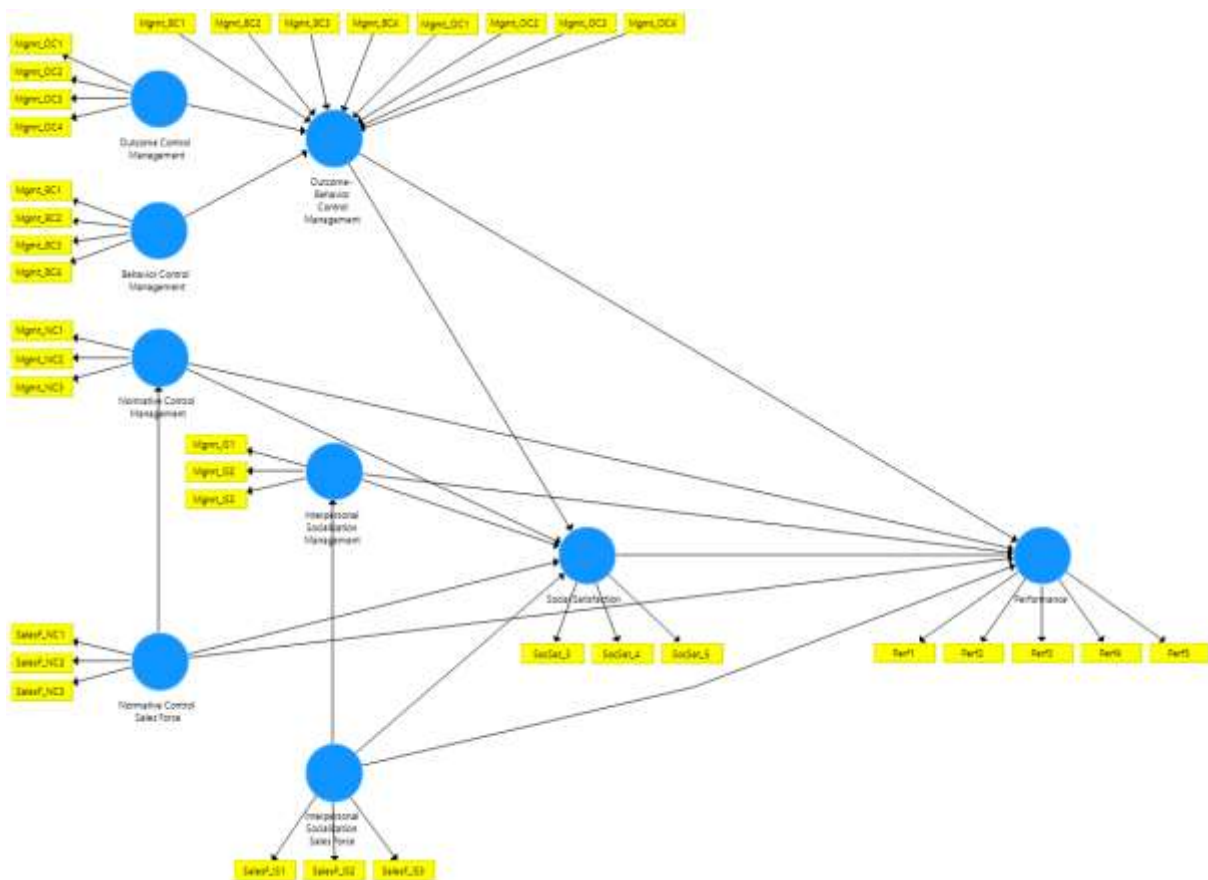 Mgmt_BC1
Mgmt_BC2
Mgmt_BC3
Mgmt_BC4
Mgmt_OC1
Mgmt_OC2
Mgmt_OC3
Mgmt_OC4
Mgmt_OC1
Mgmt_OC2
Mgmt_OC3
Mgmt_OC4
Outcome Control
Management
Outcome-
Behavior
Control
Management
Mgmt_BC1
Mgmt_BC2
Mgmt_BC3
Mgmt_BC4
Behavior Control
Management
Mgmt_NC1
Mgmt_NC2
Mgmt_NC3
Normative Control
Management
Mgmt_IS1
Mgmt_IS2
Mgmt_IS3
Interpersonal
Socialization
Management
Social Satisfaction
Performance
SocSat_3
SocSat_4
SocSat_5
Perf1
Perf2
Perf3
Perf4
Perf5
SalesF_NC1
SalesF_NC2
SalesF_NC3
Normative Control
Sales Force
Interpersonal
Socialization
Sales Force
SalesF_IS1
SalesF_IS2
SalesF_IS3